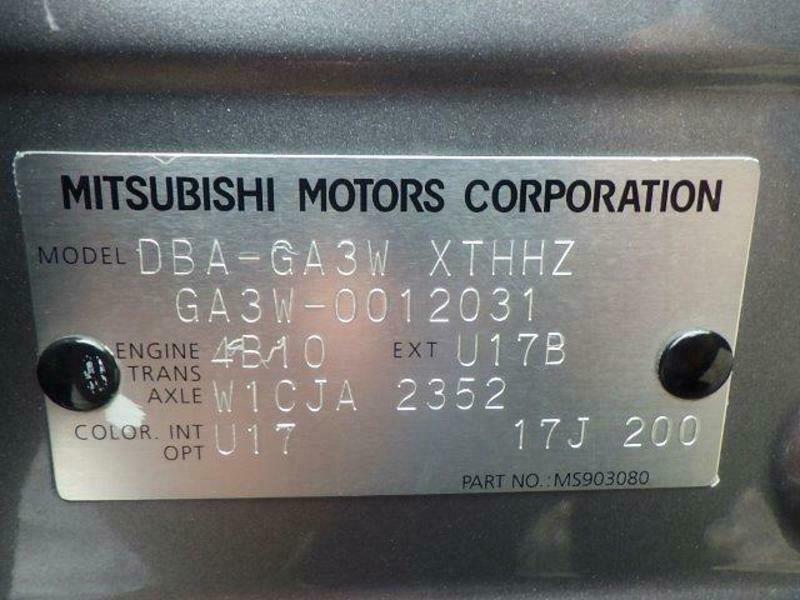 MITSUBISHI MOTORS CORPORATION
MODEL DBA-GA3W XTHHZ
GA3W-0012031
ENGINE 4B10 EXT U17B
TRANS
AXLE W1CJA 2352
COLOR. INT U17 17J 200
OPT
PART NO.: MS903080